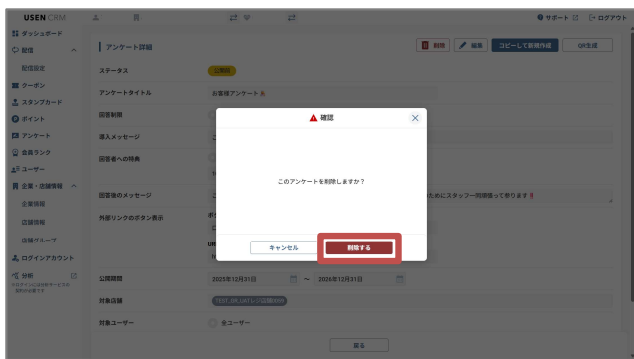 USEN CRM
サポート
ログアウト
ダッシュボード
配信
配信設定
クーポン
スタンプカード
ポイント
アンケート
会員ランク
ユーザー
企業・店舗情報
企業情報
店舗情報
店舗グループ
ログインアカウント
分析
アンケート詳細
削除
編集
コピーして新規作成
QR生成
ステータス
公開前
アンケートタイトル
お客様アンケート
回答制限
導入メッセージ
回答者への特典
回答後のメッセージ
ためにスタッフ一同頑張って参ります
外部リンクのボタン表示
公開期間
2025年12月31日 ～ 2026年12月31日
対象店舗
対象ユーザー
全ユーザー
戻る
確認
このアンケートを削除しますか？
キャンセル
削除する